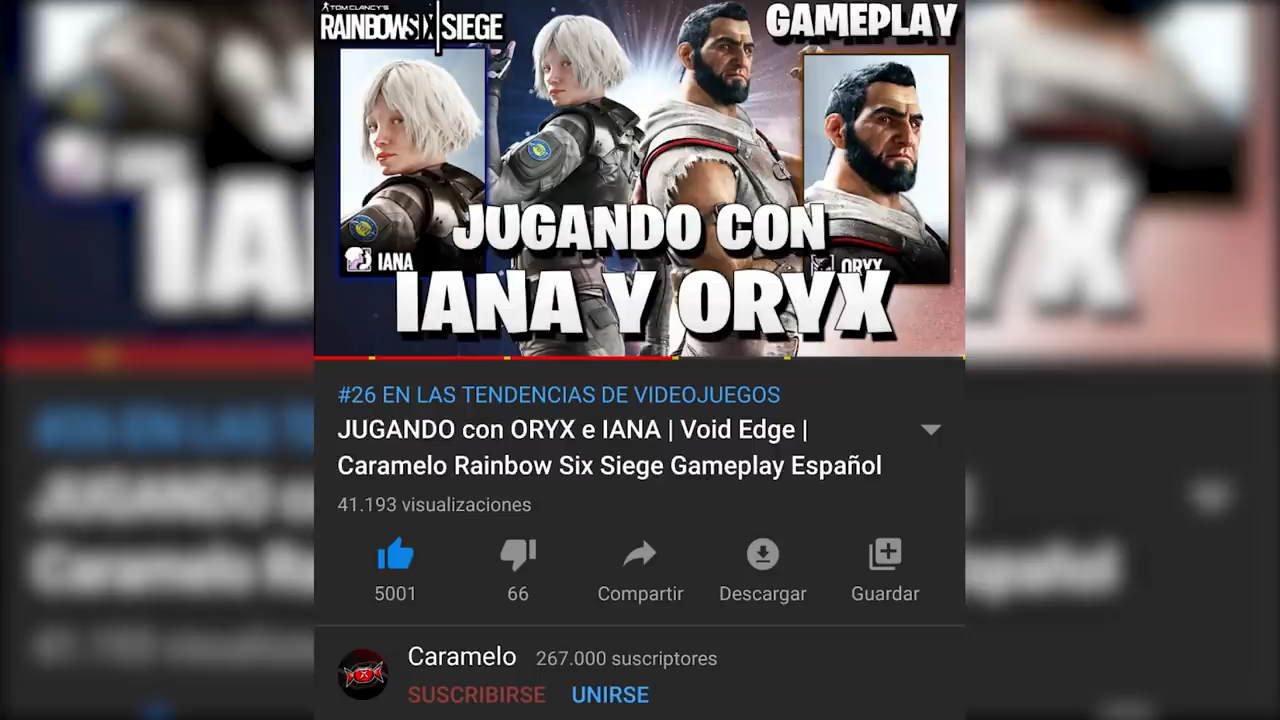 TOM CLANCY'S
RAINBOWSIX SIEGE
GAMEPLAY
IANA
ORYX
JUGANDO CON
IANA Y ORYX
#26 EN LAS TENDENCIAS DE VIDEOJUEGOS
JUGANDO con ORYX e IANA | Void Edge |
Caramelo Rainbow Six Siege Gameplay Español
41.193 visualizaciones
5001
66
Compartir
Descargar
Guardar
Caramelo
267.000 suscriptores
SUSCRIBIRSE
UNIRSE